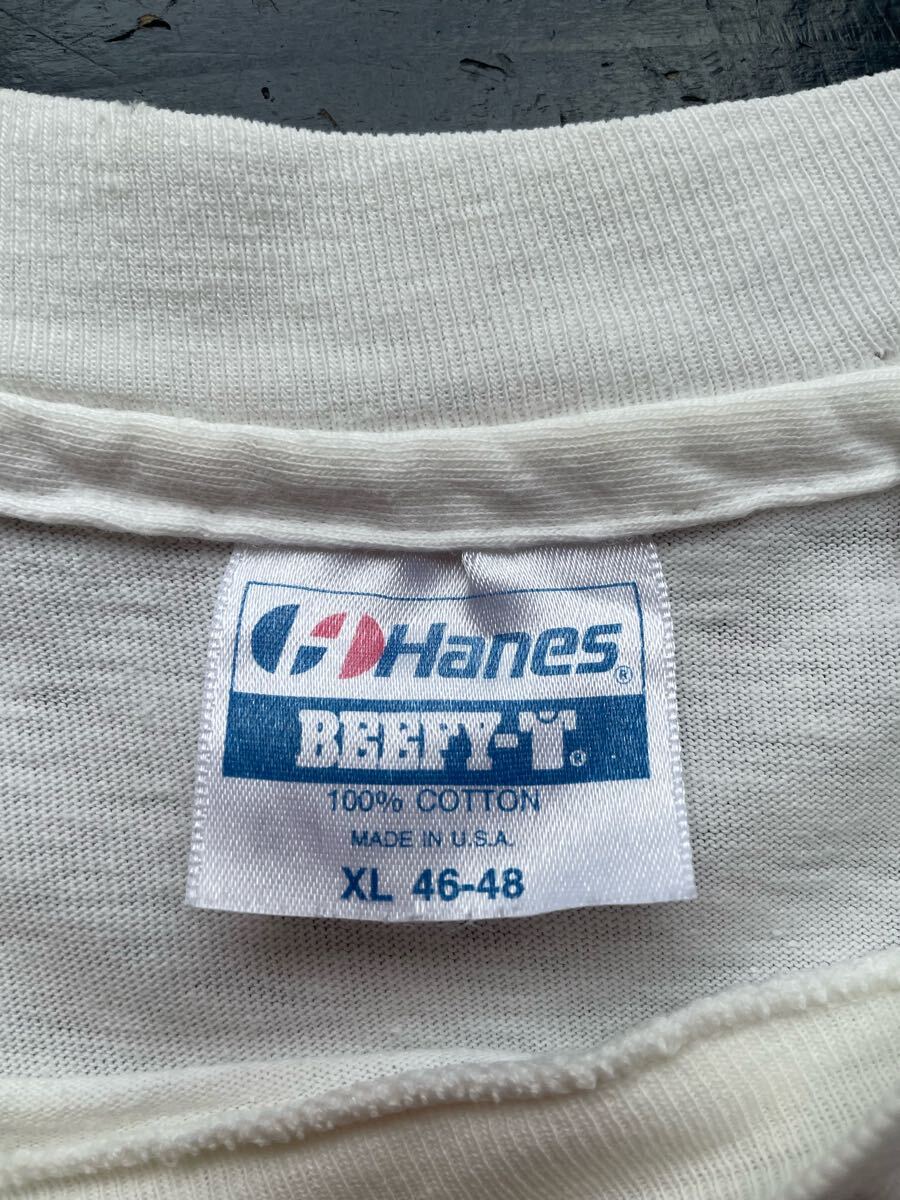 Hanes®
BEEFY-T®
100% COTTON
MADE IN U.S.A.
XL 46-48